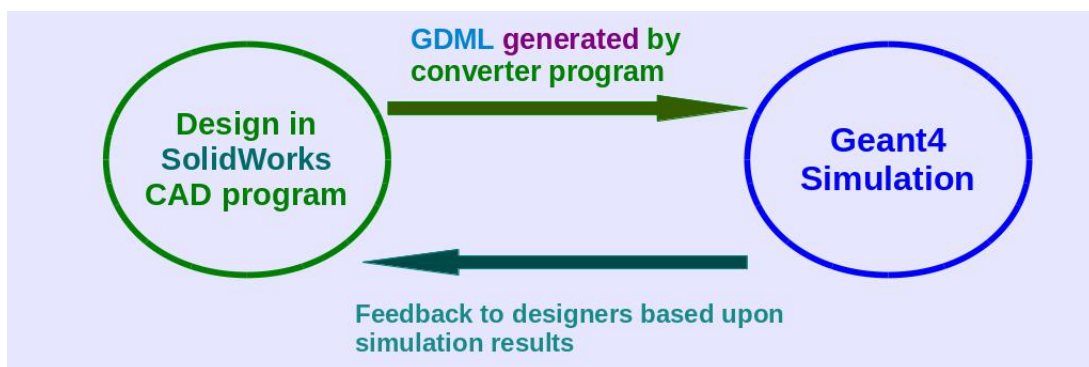 GDML generated by
converter program
Design in
SolidWorks
CAD program
Geant4
Simulation
Feedback to designers based upon
simulation results